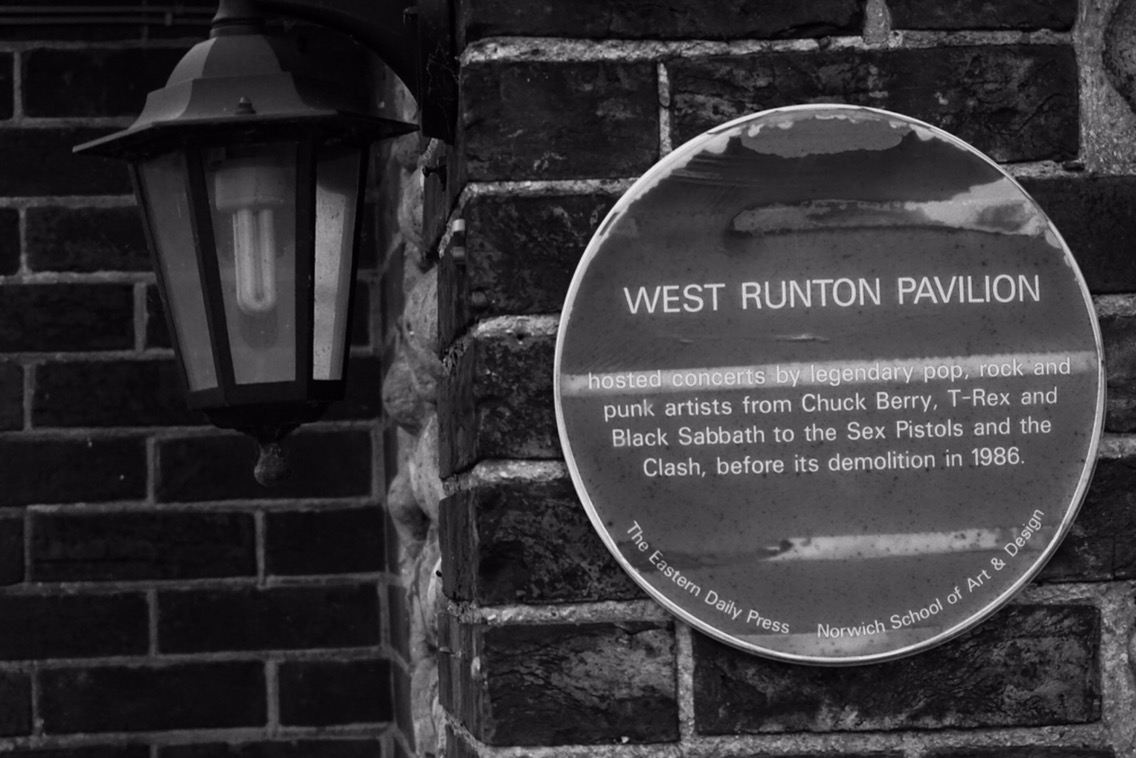 WEST RUNTON PAVILION
hosted concerts by legendary pop, rock and
punk artists from Chuck Berry, T-Rex and
Black Sabbath to the Sex Pistols and the
Clash, before its demolition in 1986.
The Eastern Daily Press
Norwich School of Art & Design